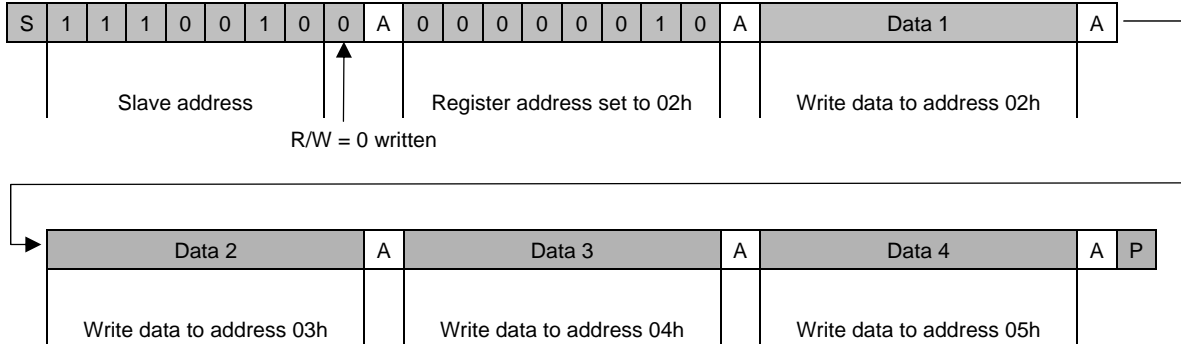 S 1 1 1 0 0 1 0 0 A 0 0 0 0 0 0 1 0 A Data 1 A
Slave address Register address set to 02h Write data to address 02h
R/W = 0 written
Data 2 A Data 3 A Data 4 A P
Write data to address 03h Write data to address 04h Write data to address 05h